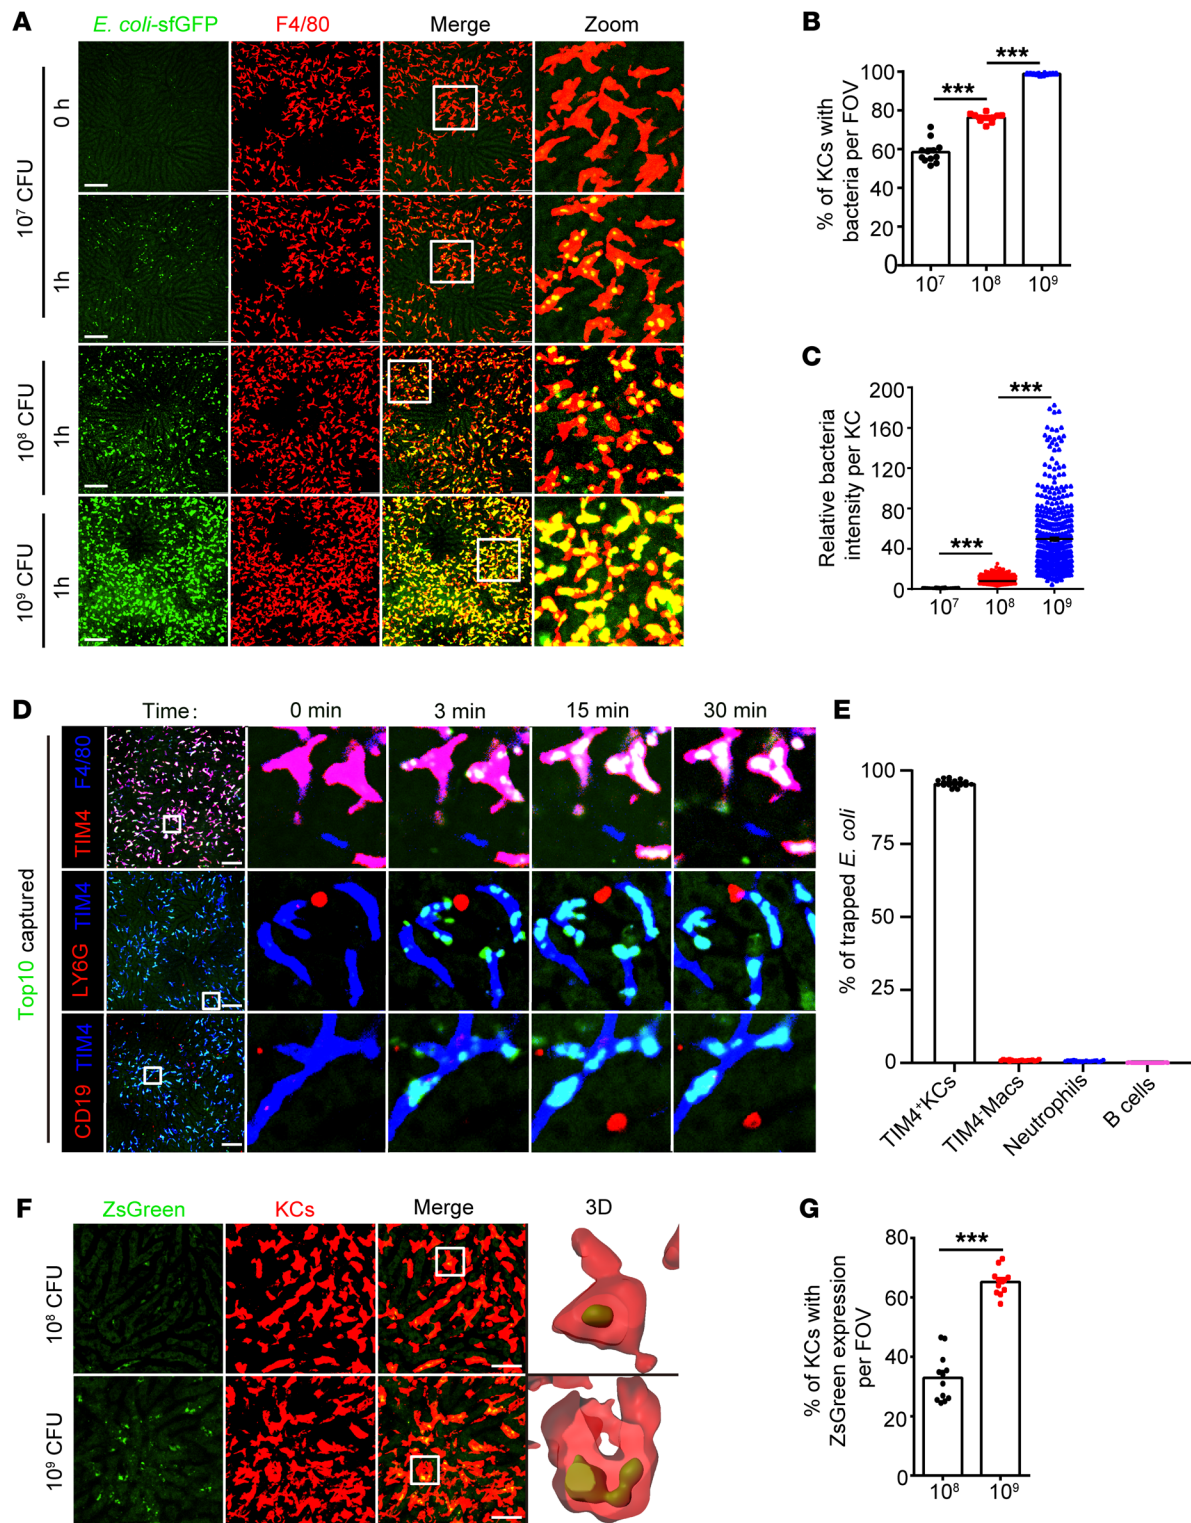 A
E. coli-sfGFP F4/80 Merge Zoom
10⁷ CFU
0 h
1h
10⁸ CFU
1h
10⁹ CFU
1h
B
% of KCs with bacteria per FOV
100
80
60
40
20
0
***
***
10⁷ 10⁸ 10⁹
C
Relative bacteria intensity per KC
200
160
120
80
40
0
***
***
10⁷ 10⁸ 10⁹
D
Time: 0 min 3 min 15 min 30 min
Top10 captured
TIM4 F4/80
LY6G TIM4
CD19 TIM4
E
% of trapped E. coli
100
75
50
25
0
TIM4⁺KCs
TIM4⁻Macs
Neutrophils
B cells
F
ZsGreen KCs Merge 3D
10⁸ CFU
10⁹ CFU
G
% of KCs with ZsGreen expression per FOV
80
60
40
20
0
***
10⁸ 10⁹